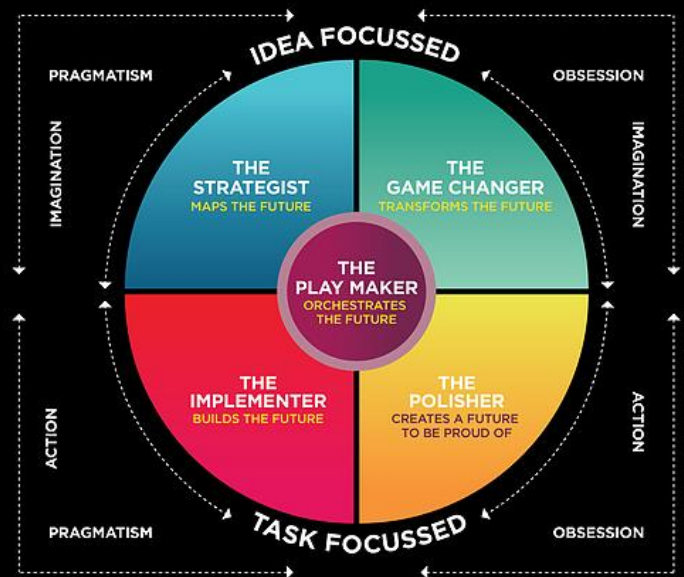 IDEA FOCUSSED
PRAGMATISM
OBSESSION
IMAGINATION
IMAGINATION
THE
STRATEGIST
MAPS THE FUTURE
THE
GAME CHANGER
TRANSFORMS THE FUTURE
THE
PLAY MAKER
ORCHESTRATES
THE FUTURE
THE
IMPLEMENTER
BUILDS THE FUTURE
THE
POLISHER
CREATES A FUTURE
TO BE PROUD OF
ACTION
ACTION
PRAGMATISM
OBSESSION
TASK FOCUSSED